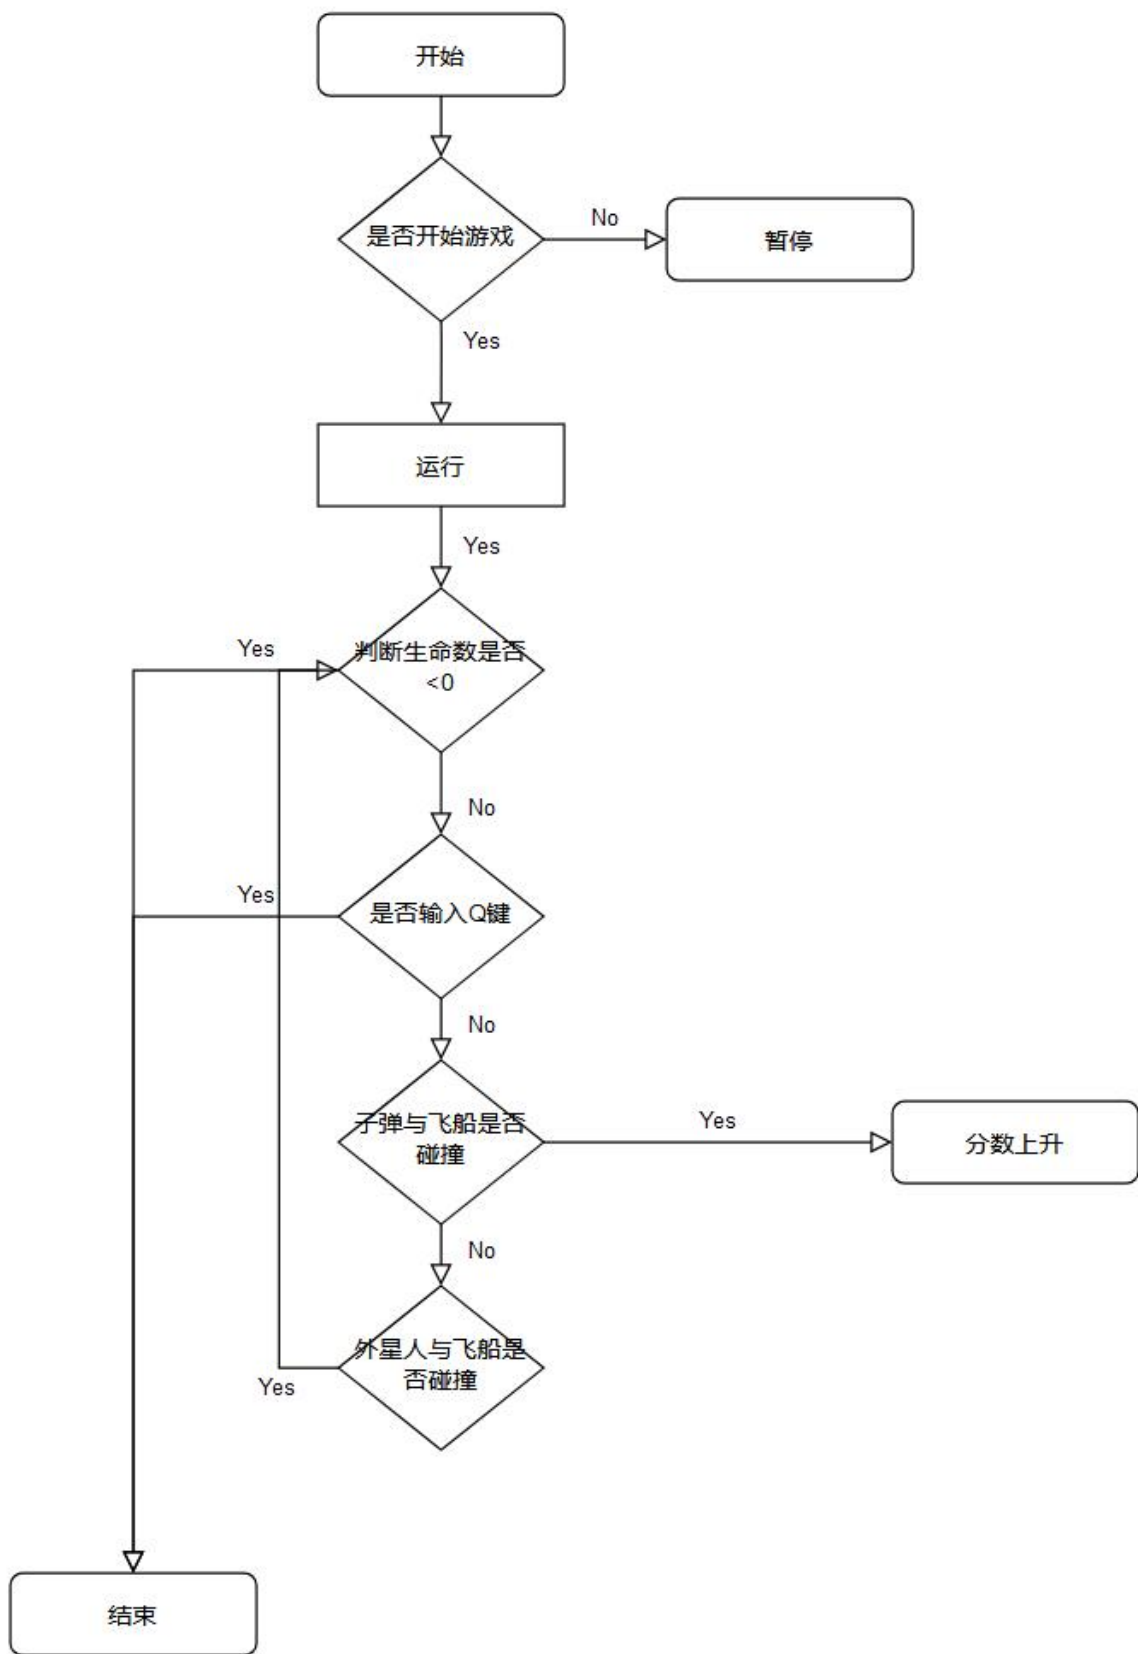 开始
是否开始游戏
No
暂停
Yes
运行
Yes
判断生命数是否
<0
Yes
No
是否输入Q键
Yes
No
子弹与飞船是否
碰撞
Yes
分数上升
No
外星人与飞船是
否碰撞
Yes
结束